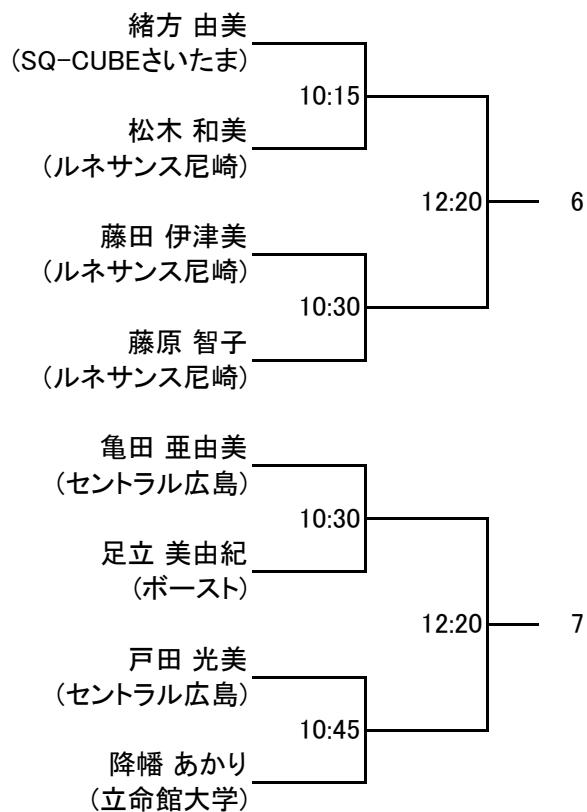 緒方 由美
(SQ-CUBEさいたま)
10:15
松木 和美
(ルネサンス尼崎)
12:20
6
藤田 伊津美
(ルネサンス尼崎)
10:30
藤原 智子
(ルネサンス尼崎)
亀田 亜由美
(セントラル広島)
10:30
足立 美由紀
(ボースト)
12:20
7
戸田 光美
(セントラル広島)
10:45
降幡 あかり
(立命館大学)